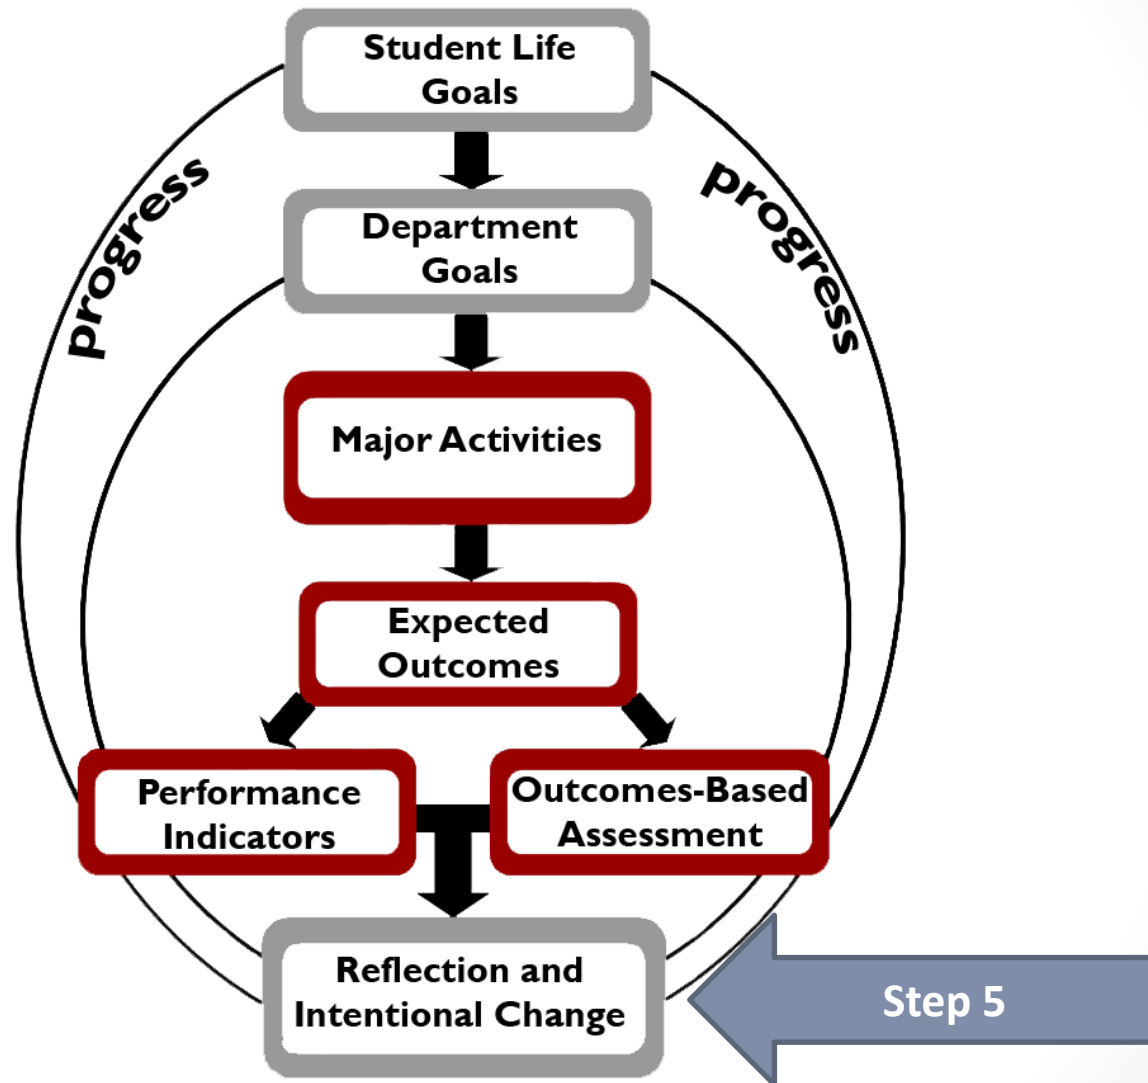 Student Life
Goals
progress
progress
Department
Goals
Major Activities
Expected
Outcomes
Performance
Indicators
Outcomes-Based
Assessment
Reflection and
Intentional Change
Step 5